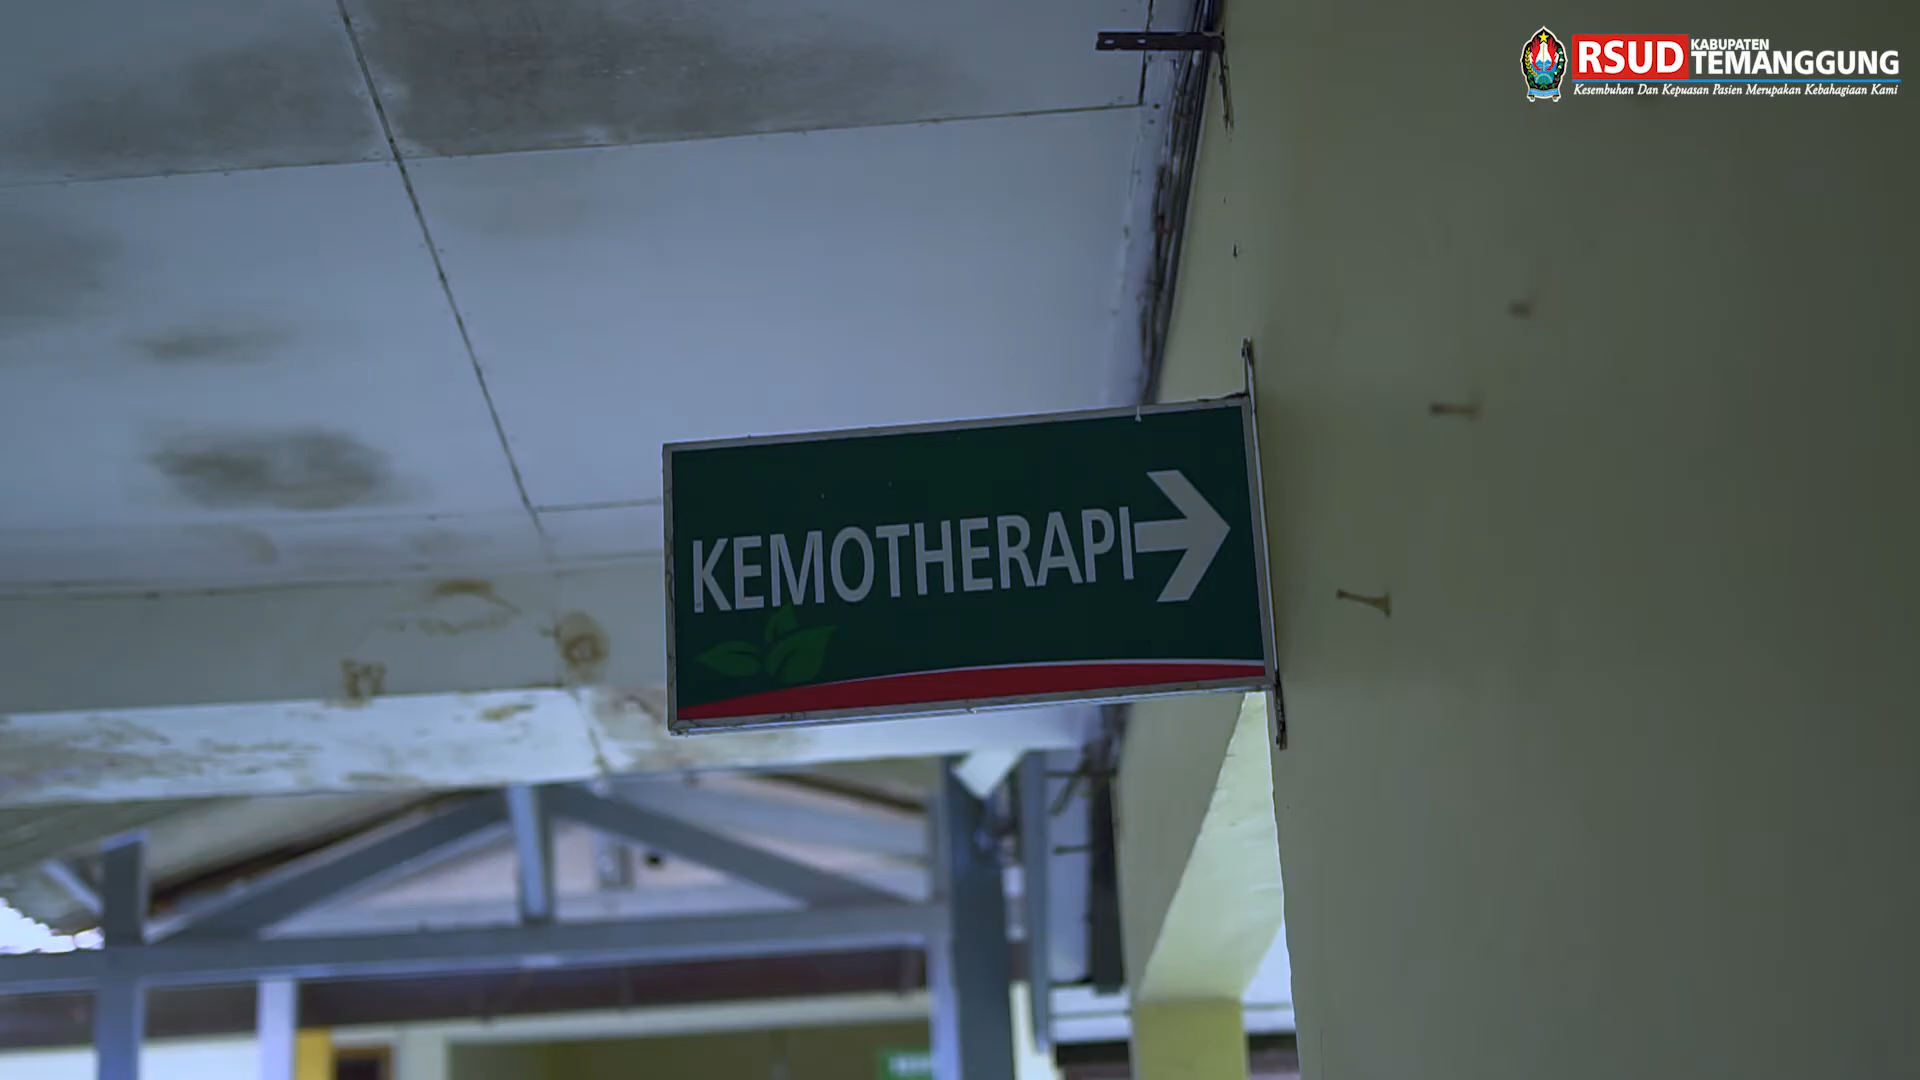 RSUD KABUPATEN TEMANGGUNG
Kesembuhan Dan Kepuasan Pasien Merupakan Kebahagiaan Kami
KEMOTHERAPI